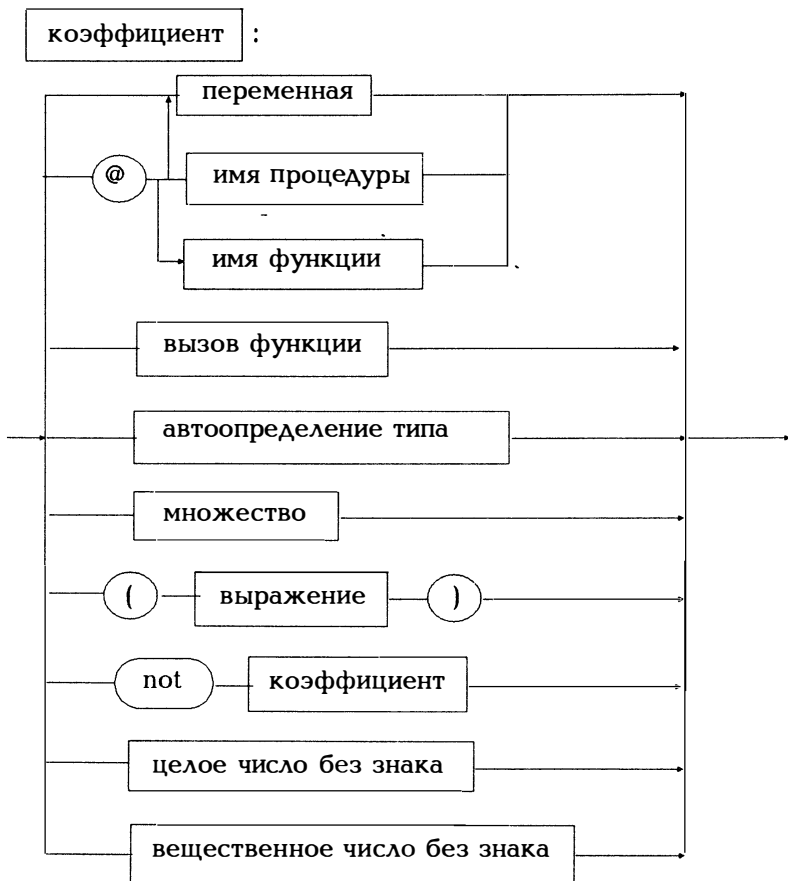 коэффициент :
переменная
@ имя процедуры
имя функции
вызов функции
автоопределение типа
множество
( выражение )
not коэффициент
целое число без знака
вещественное число без знака